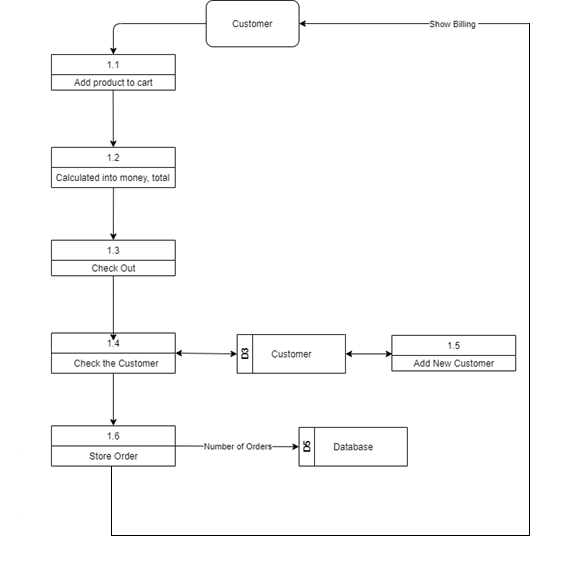 Customer
Show Billing
1.1
Add product to cart
1.2
Calculated into money, total
1.3
Check Out
1.4
Check the Customer
D3
Customer
1.5
Add New Customer
1.6
Store Order
Number of Orders
D5
Database